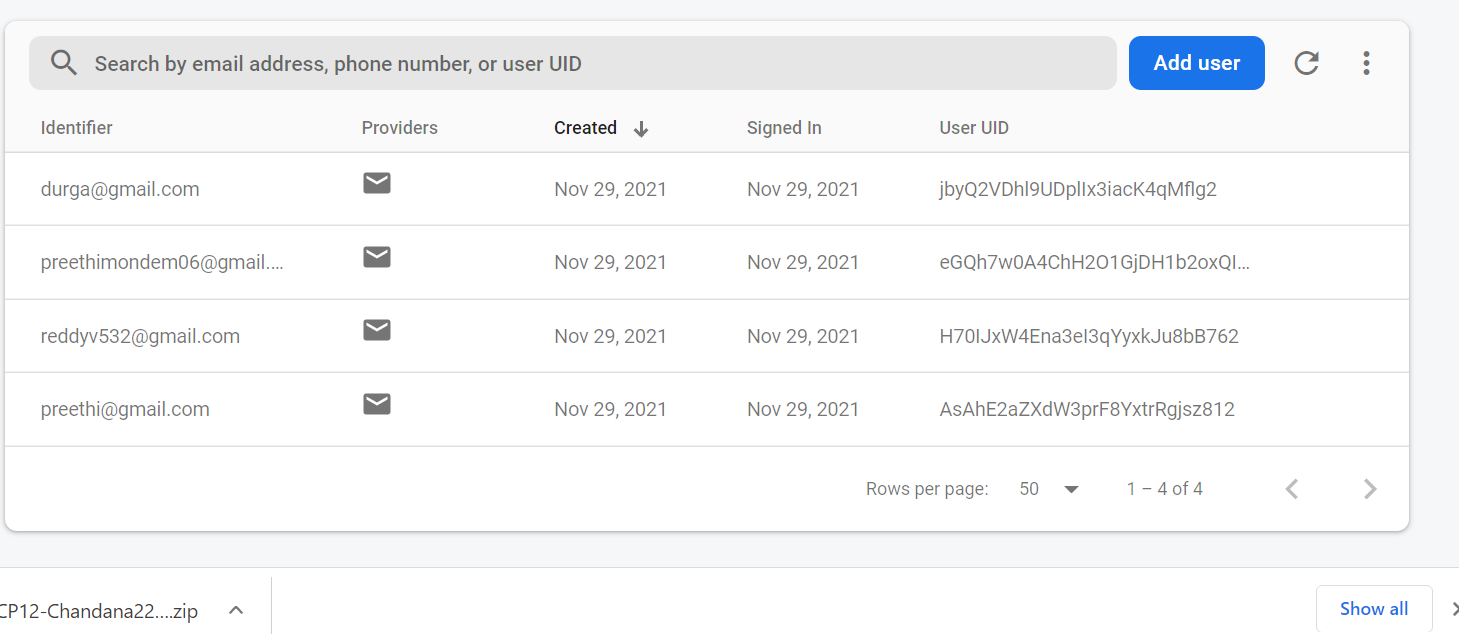 Search by email address, phone number, or user UID Add user
Identifier Providers Created Signed In User UID
durga@gmail.com Nov 29, 2021 Nov 29, 2021 jbyQ2VDhl9UDplIx3iacK4qMflg2
preethimondem06@gmail.... Nov 29, 2021 Nov 29, 2021 eGQh7w0A4ChH2O1GjDH1b2oxQI...
reddyv532@gmail.com Nov 29, 2021 Nov 29, 2021 H70IJxW4Ena3eI3qYyxkJu8bB762
preethi@gmail.com Nov 29, 2021 Nov 29, 2021 AsAhE2aZXdW3prF8YxtrRgjsz812
Rows per page: 50 1 – 4 of 4
CP12-Chandana22....zip Show all